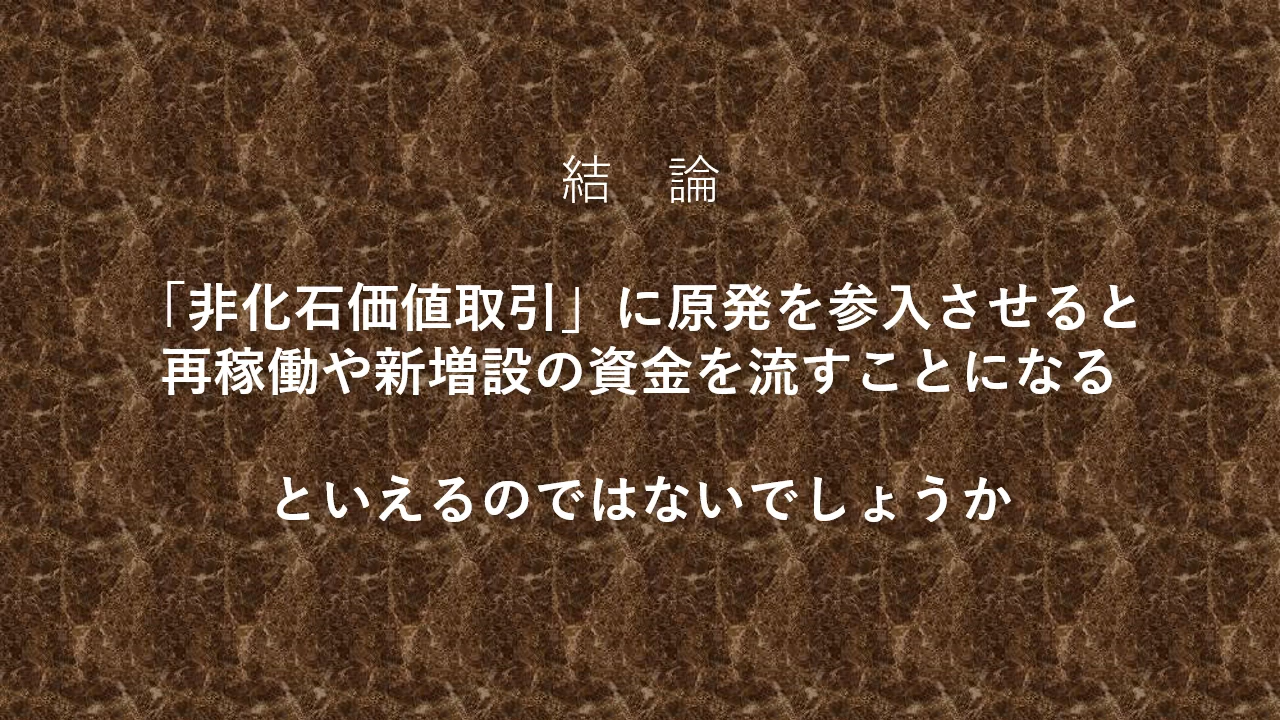 結　論
「非化石価値取引」に原発を参入させると
再稼働や新増設の資金を流すことになる
といえるのではないでしょうか